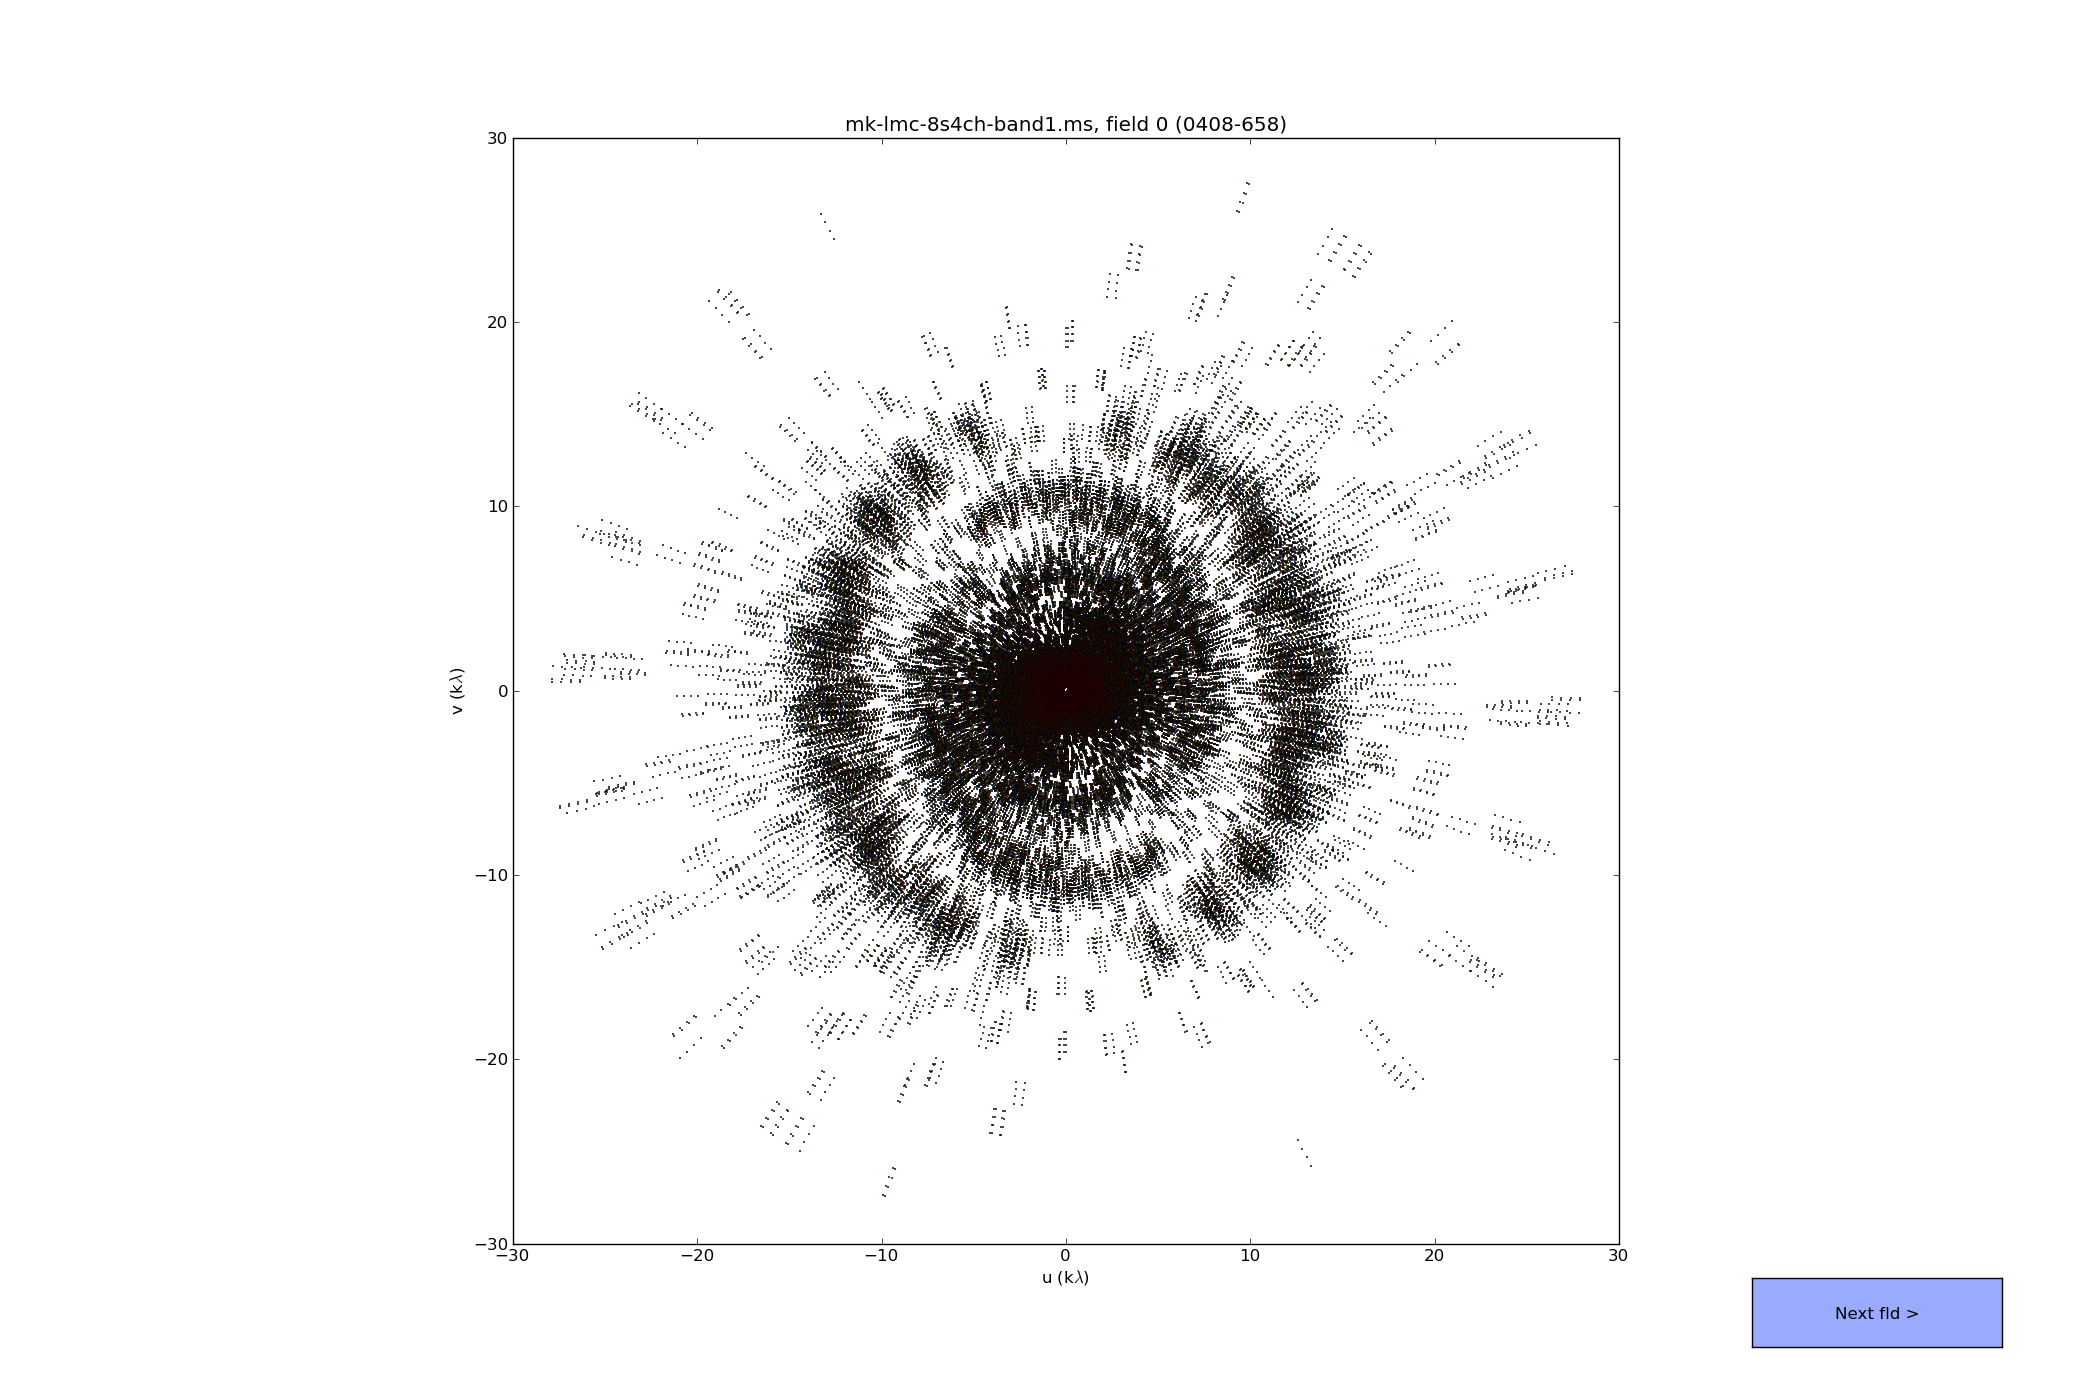 mk-lmc-8s4ch-band1.ms, field 0 (0408-658)
30
20
10
0
−10
−20
−30
v (kλ)
−30 −20 −10 0 10 20 30
u (kλ)
Next fld >